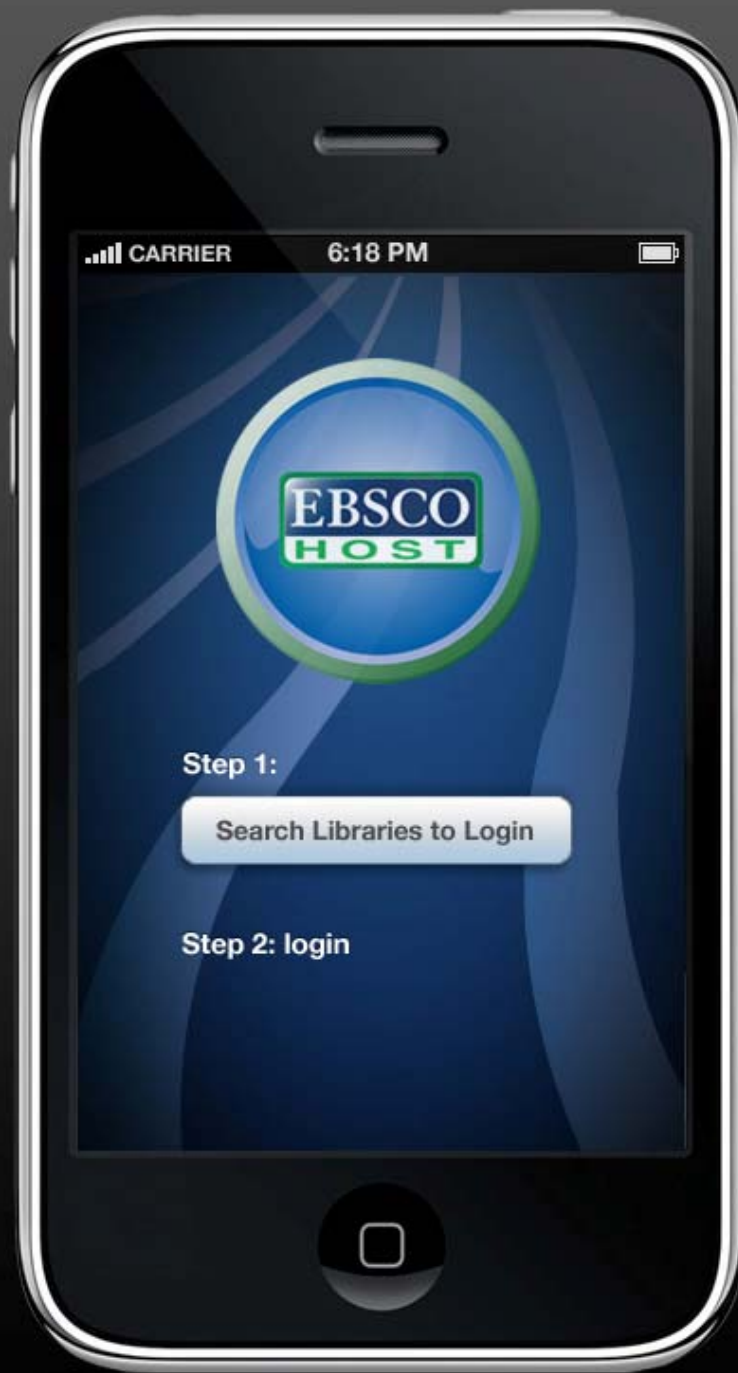 CARRIER 6:18 PM
EBSCO
HOST
Step 1:
Search Libraries to Login
Step 2: login